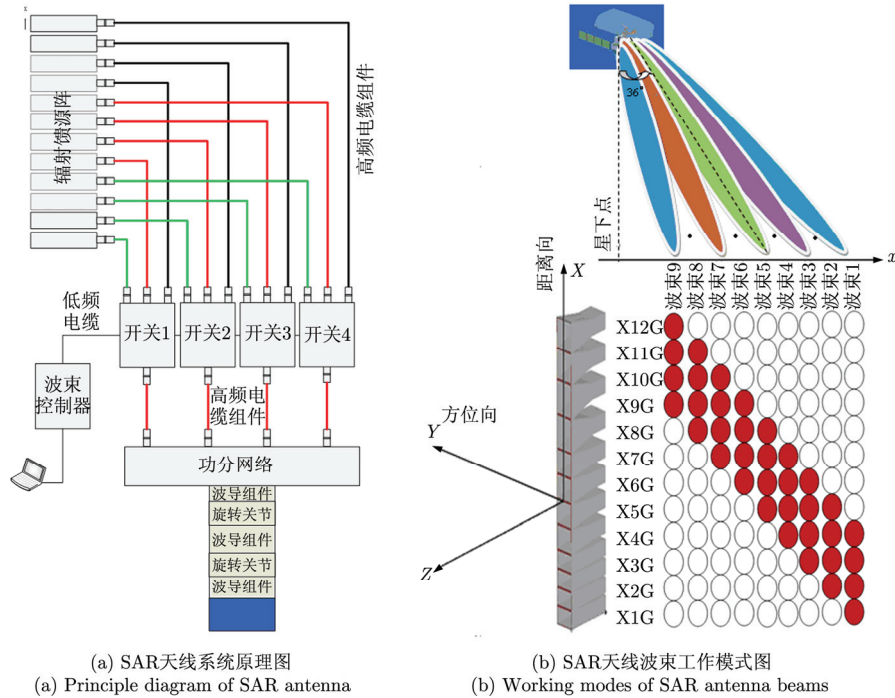 x
辐射馈源阵
高频电缆组件
低频
电缆
开关1
开关2
开关3
开关4
波束
控制器
高频电
缆组件
功分网络
波导组件
旋转关节
波导组件
旋转关节
波导组件
(a) SAR天线系统原理图
(a) Principle diagram of SAR antenna
36°
星下点
距离向
X
x
波束9
波束8
波束7
波束6
波束5
波束4
波束3
波束2
波束1
X12G
X11G
X10G
X9G
X8G
X7G
X6G
X5G
X4G
X3G
X2G
X1G
Y
方位向
Z
(b) SAR天线波束工作模式图
(b) Working modes of SAR antenna beams